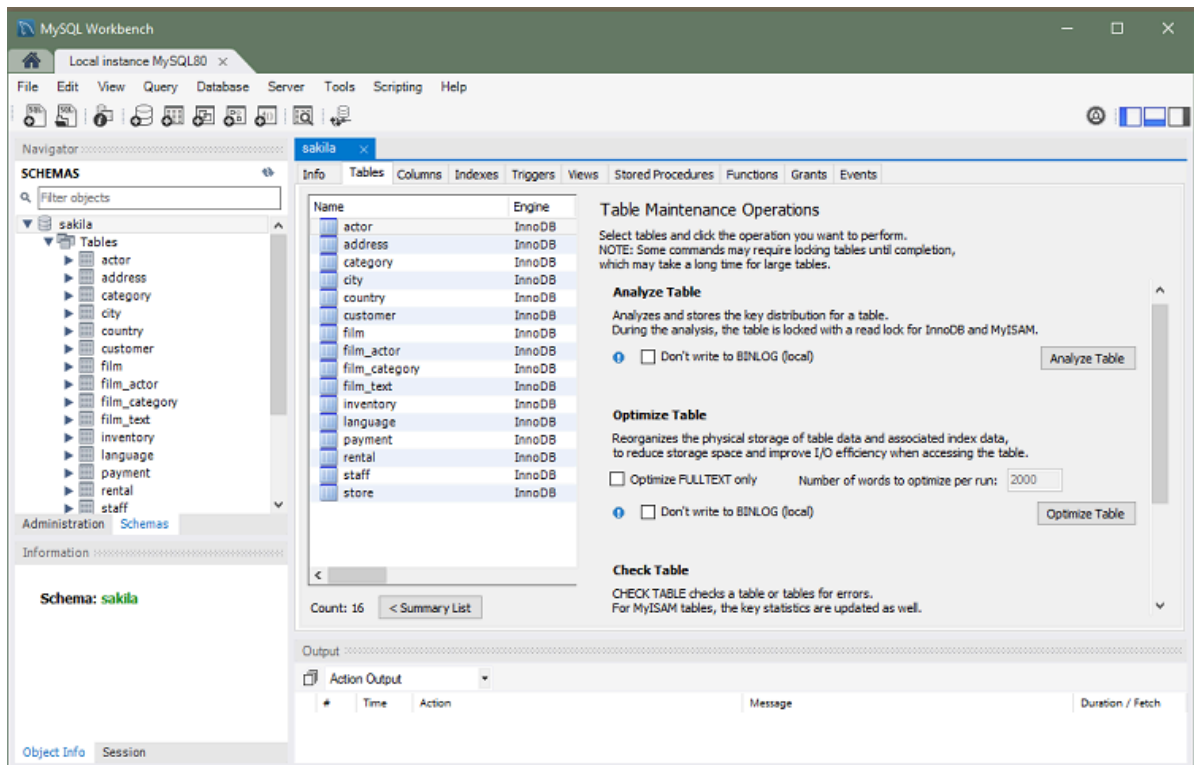 MySQL Workbench
Local instance MySQL80
File Edit View Query Database Server Tools Scripting Help
Navigator
SCHEMAS
Filter objects
sakila
Tables
actor
address
category
city
country
customer
film
film_actor
film_category
film_text
inventory
language
payment
rental
staff
Administration Schemas
Information
Schema: sakila
Object Info Session
sakila
Info Tables Columns Indexes Triggers Views Stored Procedures Functions Grants Events
Name Engine
actor InnoDB
address InnoDB
category InnoDB
city InnoDB
country InnoDB
customer InnoDB
film InnoDB
film_actor InnoDB
film_category InnoDB
film_text InnoDB
inventory InnoDB
language InnoDB
payment InnoDB
rental InnoDB
staff InnoDB
store InnoDB
Count: 16 < Summary List
Table Maintenance Operations
Select tables and click the operation you want to perform.
NOTE: Some commands may require locking tables until completion,
which may take a long time for large tables.
Analyze Table
Analyzes and stores the key distribution for a table.
During the analysis, the table is locked with a read lock for InnoDB and MyISAM.
Don't write to BINLOG (local) Analyze Table
Optimize Table
Reorganizes the physical storage of table data and associated index data,
to reduce storage space and improve I/O efficiency when accessing the table.
Optimize FULLTEXT only Number of words to optimize per run: 2000
Don't write to BINLOG (local) Optimize Table
Check Table
CHECK TABLE checks a table or tables for errors.
For MyISAM tables, the key statistics are updated as well.
Output
Action Output
# Time Action Message Duration / Fetch